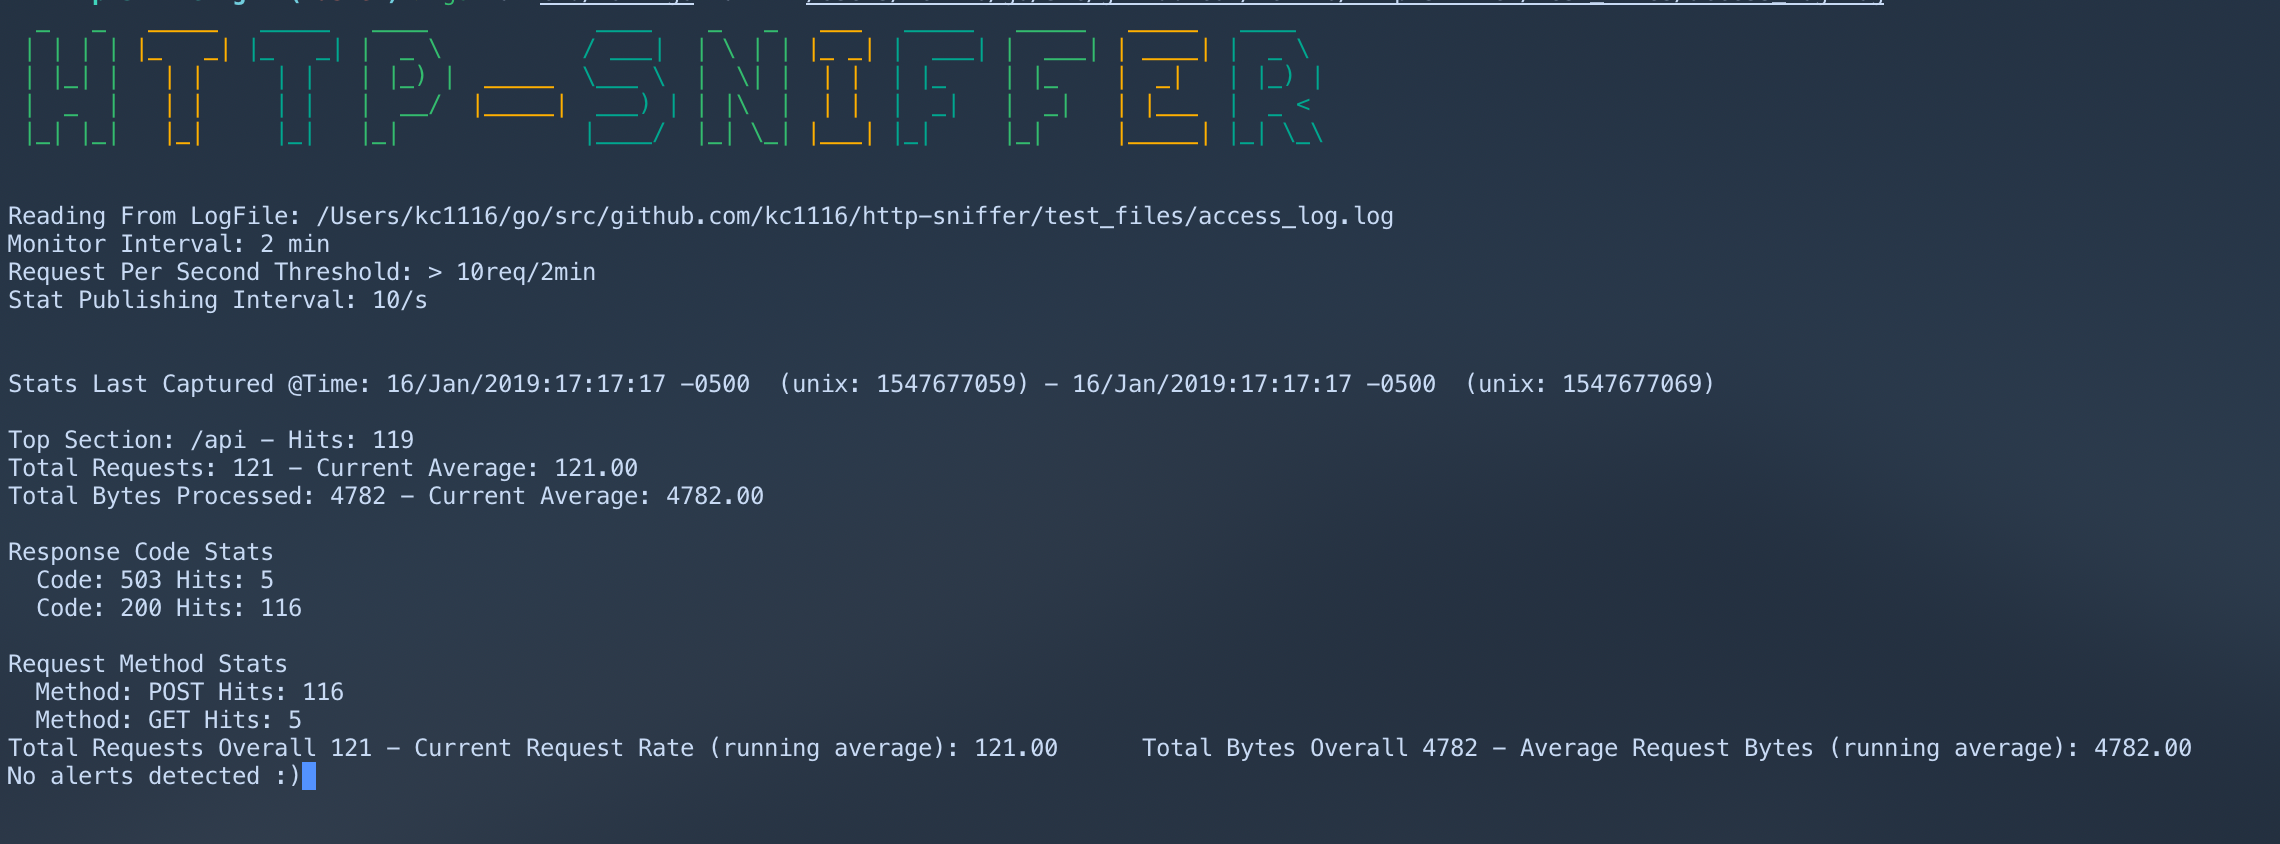 HTTP-SNIFFER
Reading From LogFile: /Users/kc1116/go/src/github.com/kc1116/http-sniffer/test_files/access_log.log
Monitor Interval: 2 min
Request Per Second Threshold: > 10req/2min
Stat Publishing Interval: 10/s
Stats Last Captured @Time: 16/Jan/2019:17:17:17 -0500  (unix: 1547677059) - 16/Jan/2019:17:17:17 -0500  (unix: 1547677069)
Top Section: /api - Hits: 119
Total Requests: 121 - Current Average: 121.00
Total Bytes Processed: 4782 - Current Average: 4782.00
Response Code Stats
  Code: 503 Hits: 5
  Code: 200 Hits: 116
Request Method Stats
  Method: POST Hits: 116
  Method: GET Hits: 5
Total Requests Overall 121 - Current Request Rate (running average): 121.00      Total Bytes Overall 4782 - Average Request Bytes (running average): 4782.00
No alerts detected :)